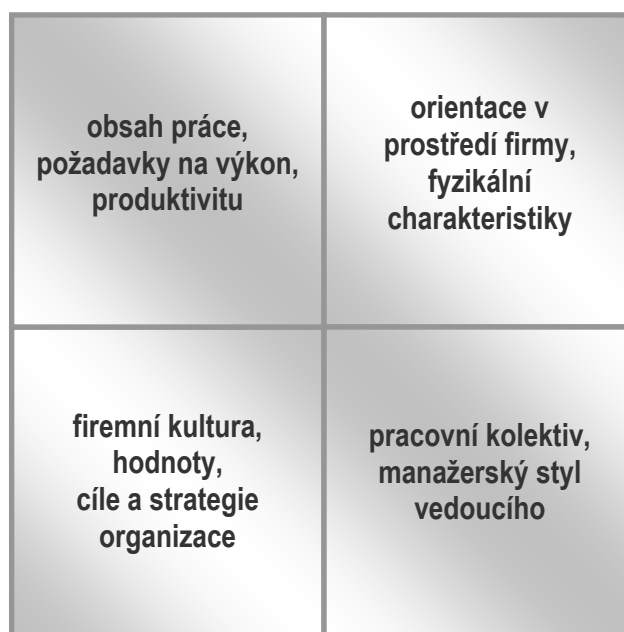 obsah práce,
požadavky na výkon,
produktivitu
orientace v
prostředí firmy,
fyzikální
charakteristiky
firemní kultura,
hodnoty,
cíle a strategie
organizace
pracovní kolektiv,
manažerský styl
vedoucího